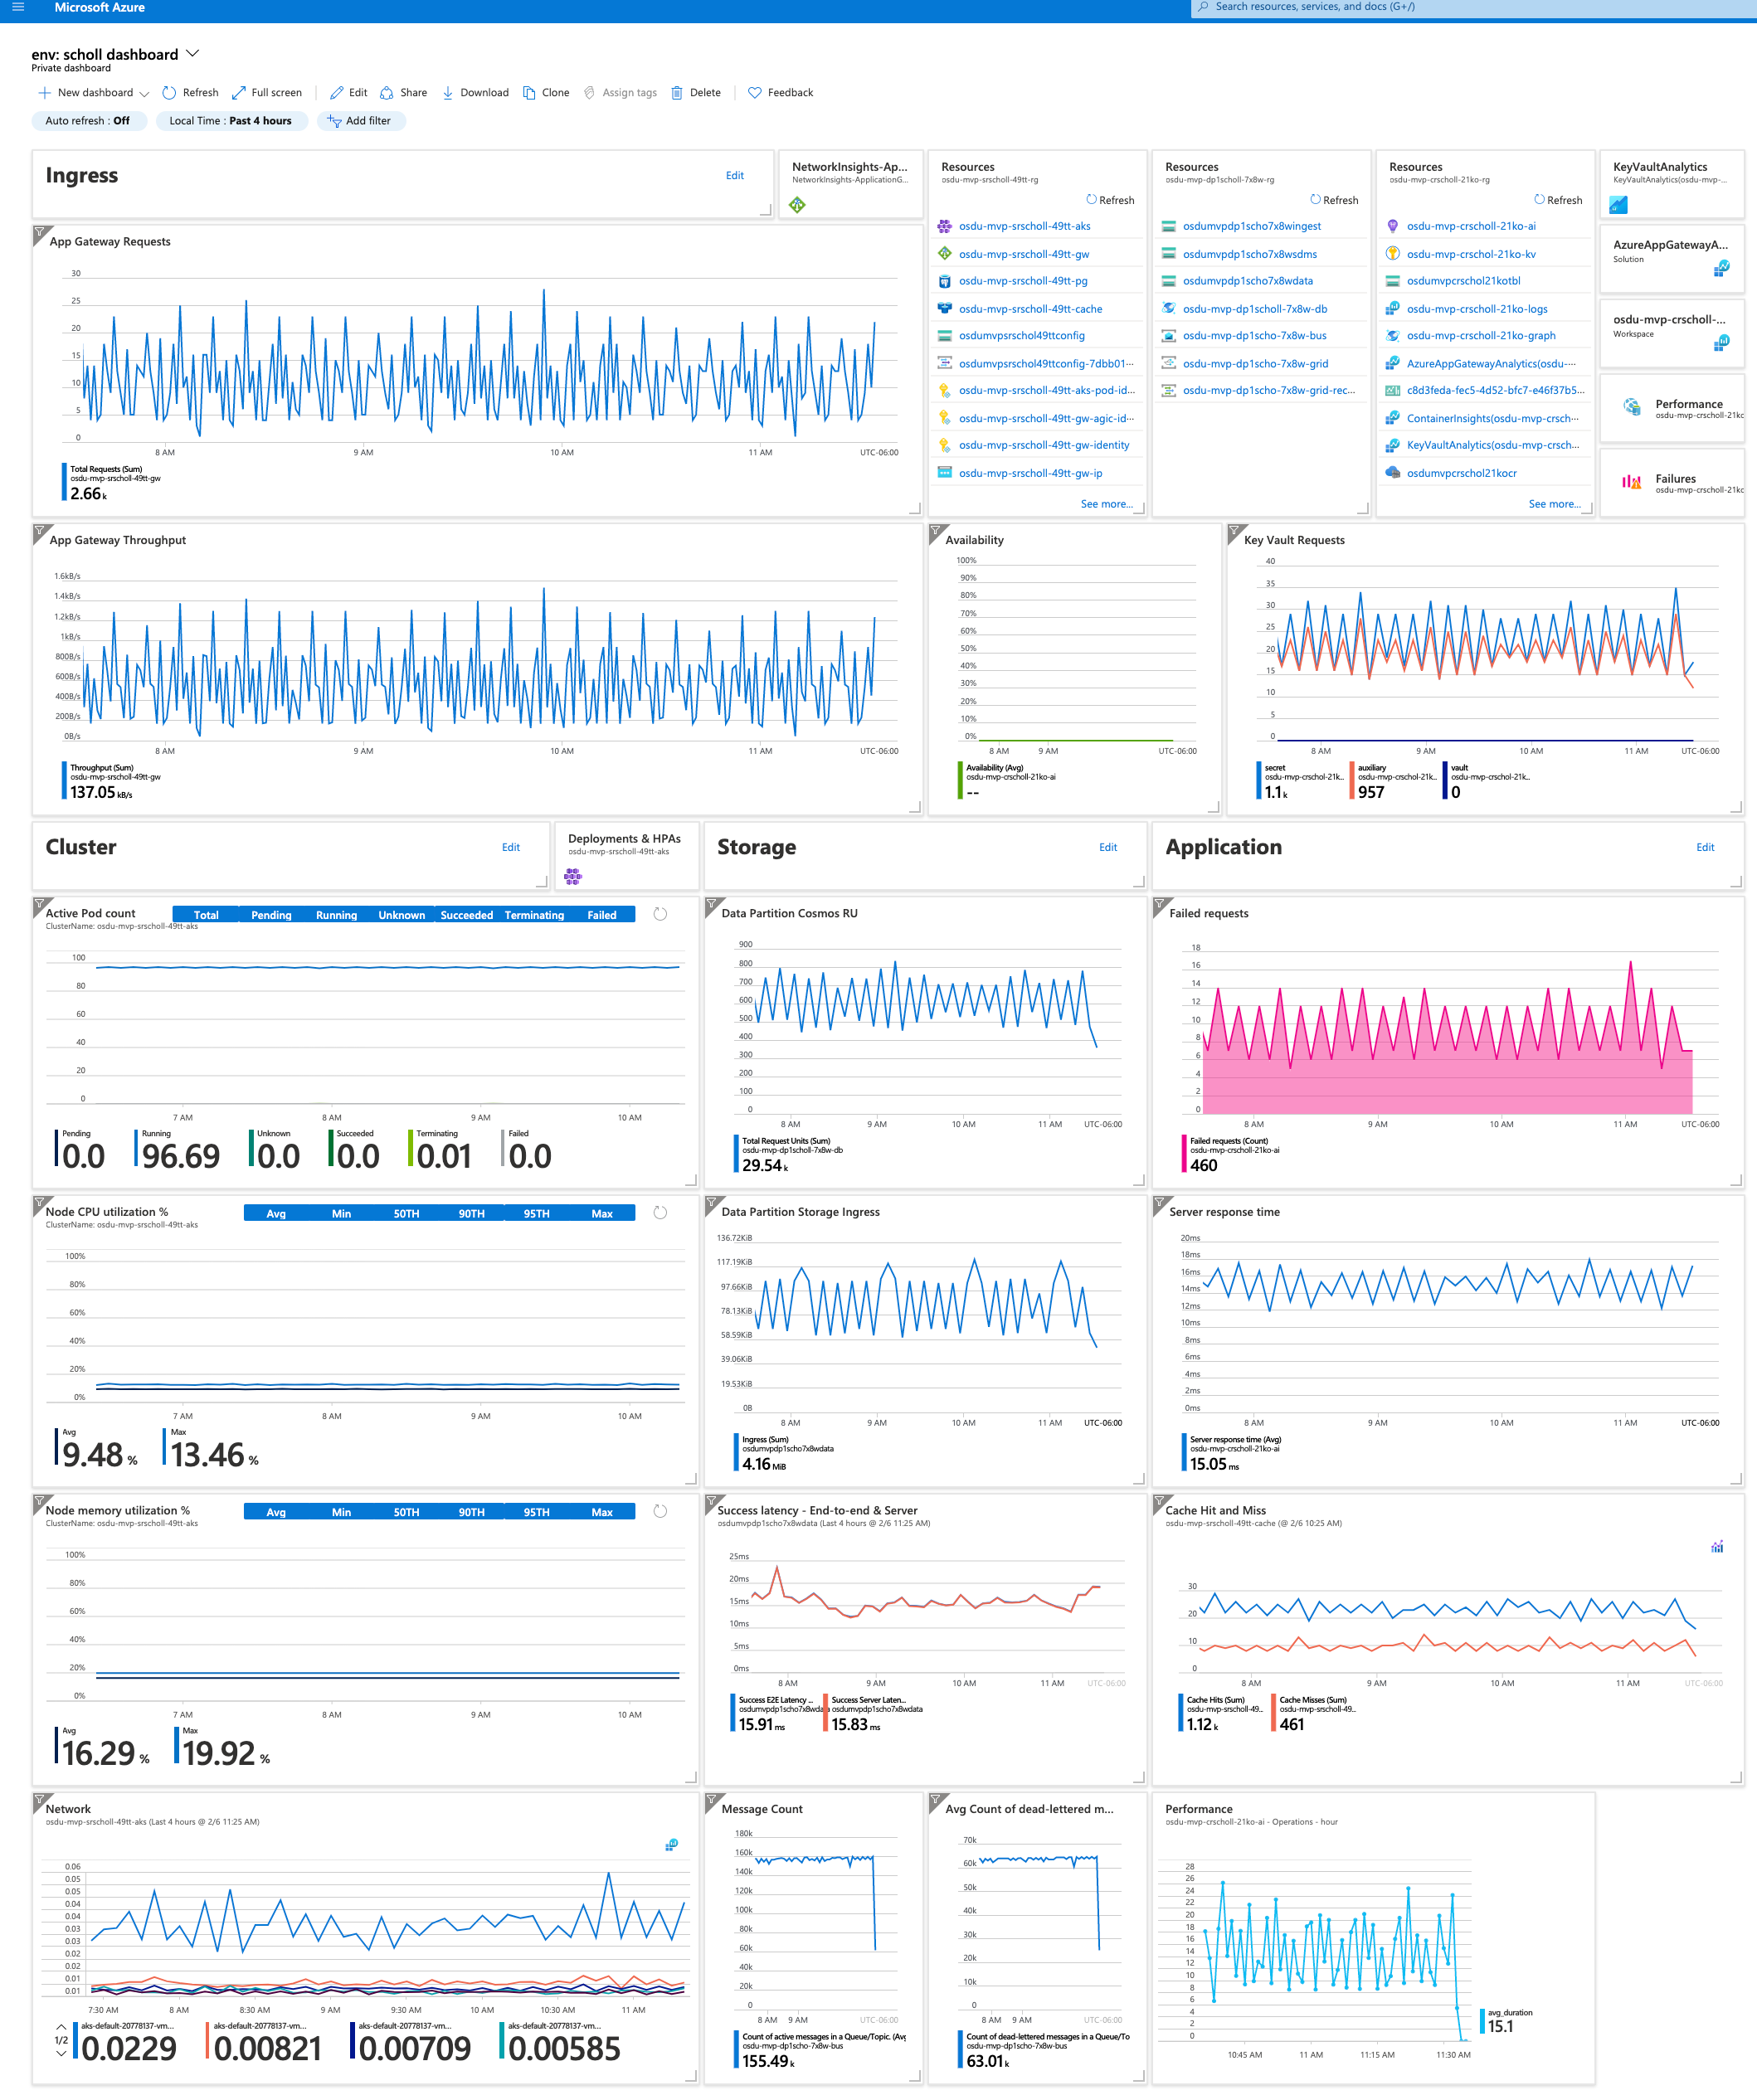 Microsoft Azure
Search resources, services, and docs (G+/)
env: scholl dashboard
Private dashboard
New dashboard
Refresh
Full screen
Edit
Share
Download
Clone
Assign tags
Delete
Feedback
Auto refresh : Off
Local Time : Past 4 hours
Add filter
Ingress
Edit
NetworkInsights-Ap...
NetworkInsights-ApplicationG...
Resources
osdu-mvp-srscholl-49tt-rg
Refresh
osdu-mvp-srscholl-49tt-aks
osdu-mvp-srscholl-49tt-gw
osdu-mvp-srscholl-49tt-pg
osdu-mvp-srscholl-49tt-cache
osdumvpsrschol49ttconfig
osdumvpsrschol49ttconfig-7dbb01...
osdu-mvp-srscholl-49tt-aks-pod-id...
osdu-mvp-srscholl-49tt-gw-agic-id...
osdu-mvp-srscholl-49tt-gw-identity
osdu-mvp-srscholl-49tt-gw-ip
See more...
Resources
osdu-mvp-dp1scholl-7x8w-rg
Refresh
osdumvpdp1scho7x8wingest
osdumvpdp1scho7x8wsdms
osdumvpdp1scho7x8wdata
osdu-mvp-dp1scholl-7x8w-db
osdu-mvp-dp1scho-7x8w-bus
osdu-mvp-dp1scho-7x8w-grid
osdu-mvp-dp1scho-7x8w-grid-rec...
Resources
osdu-mvp-crscholl-21ko-rg
Refresh
osdu-mvp-crscholl-21ko-ai
osdu-mvp-crschol-21ko-kv
osdumvpcrschol21kotbl
osdu-mvp-crscholl-21ko-logs
osdu-mvp-crscholl-21ko-graph
AzureAppGatewayAnalytics(osdu-...
c8d3feda-fec5-4d52-bfc7-e46f37b5...
ContainerInsights(osdu-mvp-crsch...
KeyVaultAnalytics(osdu-mvp-crsch...
osdumvpcrschol21kocr
See more...
KeyVaultAnalytics
KeyVaultAnalytics(osdu-mvp-...
AzureAppGatewayA...
Solution
osdu-mvp-crscholl-...
Workspace
Performance
osdu-mvp-crscholl-21kc
Failures
osdu-mvp-crscholl-21kc
App Gateway Requests
30
25
20
15
10
5
0
8 AM
9 AM
10 AM
11 AM
UTC-06:00
Total Requests (Sum)
osdu-mvp-srscholl-49tt-gw
2.66 k
App Gateway Throughput
1.6kB/s
1.4kB/s
1.2kB/s
1kB/s
800B/s
600B/s
400B/s
200B/s
0B/s
8 AM
9 AM
10 AM
11 AM
UTC-06:00
Throughput (Sum)
osdu-mvp-srscholl-49tt-gw
137.05 kB/s
Availability
100%
90%
80%
70%
60%
50%
40%
30%
20%
10%
0%
8 AM
9 AM
UTC-06:00
Availability (Avg)
osdu-mvp-crscholl-21ko-ai
--
Key Vault Requests
40
35
30
25
20
15
10
5
0
8 AM
9 AM
10 AM
11 AM
UTC-06:00
secret
osdu-mvp-crschol-21k...
1.1 k
auxiliary
osdu-mvp-crschol-21k...
957
vault
osdu-mvp-crschol-21k...
0
Cluster
Edit
Deployments & HPAs
osdu-mvp-srscholl-49tt-aks
Storage
Edit
Application
Edit
Active Pod count
ClusterName: osdu-mvp-srscholl-49tt-aks
Total Pending Running Unknown Succeeded Terminating Failed
100
80
60
40
20
0
7 AM
8 AM
9 AM
10 AM
Pending
0.0
Running
96.69
Unknown
0.0
Succeeded
0.0
Terminating
0.01
Failed
0.0
Data Partition Cosmos RU
900
800
700
600
500
400
300
200
100
0
8 AM
9 AM
10 AM
11 AM
UTC-06:00
Total Request Units (Sum)
osdu-mvp-dp1scholl-7x8w-db
29.54 k
Failed requests
18
16
14
12
10
8
6
4
2
0
8 AM
9 AM
10 AM
11 AM
UTC-06:00
Failed requests (Count)
osdu-mvp-crscholl-21ko-ai
460
Node CPU utilization %
ClusterName: osdu-mvp-srscholl-49tt-aks
Avg Min 50TH 90TH 95TH Max
100%
80%
60%
40%
20%
0%
7 AM
8 AM
9 AM
10 AM
Avg
9.48 %
Max
13.46 %
Data Partition Storage Ingress
136.72KiB
117.19KiB
97.66KiB
78.13KiB
58.59KiB
39.06KiB
19.53KiB
0B
8 AM
9 AM
10 AM
11 AM
UTC-06:00
Ingress (Sum)
osdumvpdp1scho7x8wdata
4.16 MiB
Server response time
20ms
18ms
16ms
14ms
12ms
10ms
8ms
6ms
4ms
2ms
0ms
8 AM
9 AM
10 AM
11 AM
UTC-06:00
Server response time (Avg)
osdu-mvp-crscholl-21ko-ai
15.05 ms
Node memory utilization %
ClusterName: osdu-mvp-srscholl-49tt-aks
Avg Min 50TH 90TH 95TH Max
100%
80%
60%
40%
20%
0%
7 AM
8 AM
9 AM
10 AM
Avg
16.29 %
Max
19.92 %
Success latency - End-to-end & Server
osdumvpdp1scho7x8wdata (Last 4 hours @ 2/6 11:25 AM)
25ms
20ms
15ms
10ms
5ms
0ms
8 AM
9 AM
10 AM
11 AM
UTC-06:00
Success E2E Latency ...
osdumvpdp1scho7x8wdata
15.91 ms
Success Server Laten...
osdumvpdp1scho7x8wdata
15.83 ms
Cache Hit and Miss
osdu-mvp-srscholl-49tt-cache (@ 2/6 10:25 AM)
30
20
10
0
8 AM
9 AM
10 AM
11 AM
UTC-06:00
Cache Hits (Sum)
osdu-mvp-srscholl-49...
1.12 k
Cache Misses (Sum)
osdu-mvp-srscholl-49...
461
Network
osdu-mvp-srscholl-49tt-aks (Last 4 hours @ 2/6 11:25 AM)
0.06
0.05
0.05
0.04
0.04
0.03
0.03
0.02
0.02
0.01
0.01
7:30 AM
8 AM
8:30 AM
9 AM
9:30 AM
10 AM
10:30 AM
11 AM
1/2
aks-default-20778137-vm...
0.0229
aks-default-20778137-vm...
0.00821
aks-default-20778137-vm...
0.00709
aks-default-20778137-vm...
0.00585
Message Count
180k
160k
140k
120k
100k
80k
60k
40k
20k
0
8 AM
9 AM
UTC-06:00
Count of active messages in a Queue/Topic. (Avg
osdu-mvp-dp1scho-7x8w-bus
155.49 k
Avg Count of dead-lettered m...
70k
60k
50k
40k
30k
20k
10k
0
8 AM
9 AM
UTC-06:00
Count of dead-lettered messages in a Queue/To
osdu-mvp-dp1scho-7x8w-bus
63.01 k
Performance
osdu-mvp-crscholl-21ko-ai - Operations - hour
28
26
24
22
20
18
16
14
12
10
8
6
4
2
0
10:45 AM
11 AM
11:15 AM
11:30 AM
avg_duration
15.1